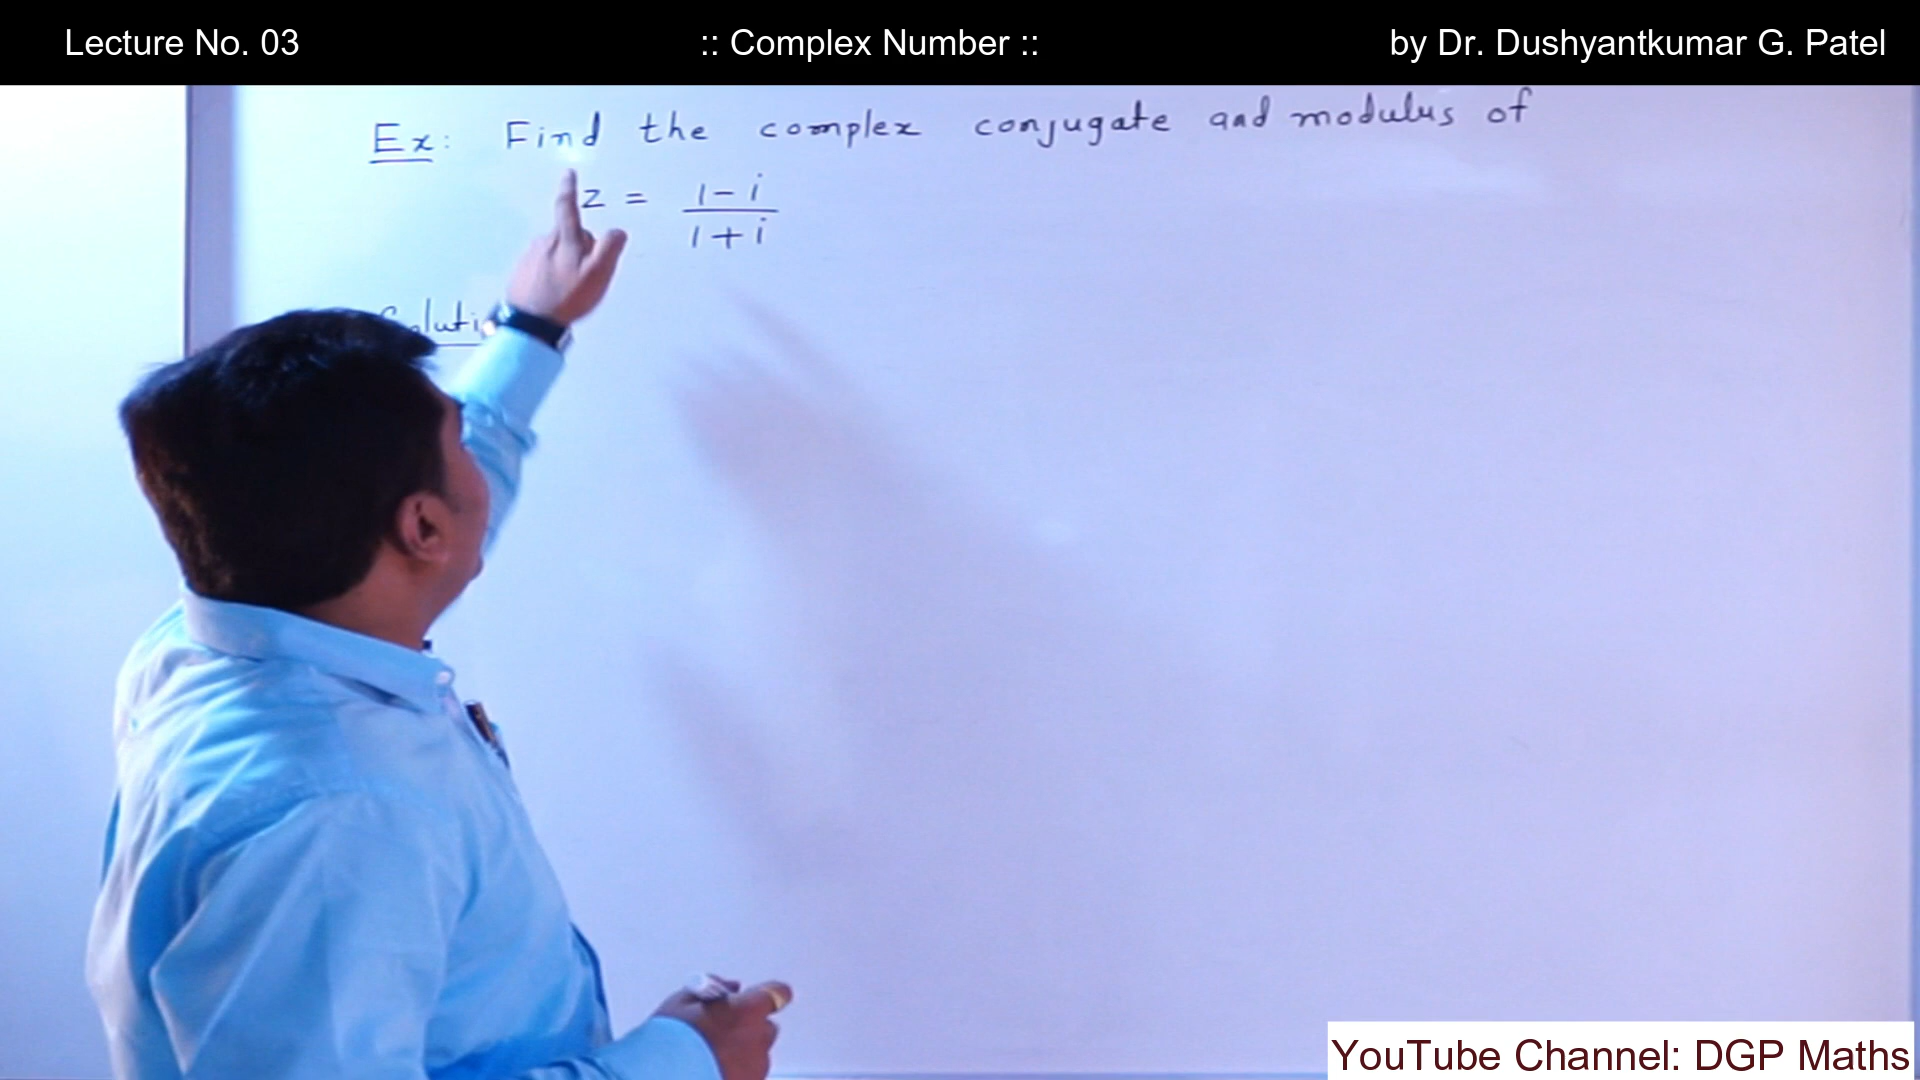 Lecture No. 03 :: Complex Number :: by Dr. Dushyantkumar G. Patel
Ex: Find the complex conjugate and modulus of
z = 1 - i
1 + i
YouTube Channel: DGP Maths